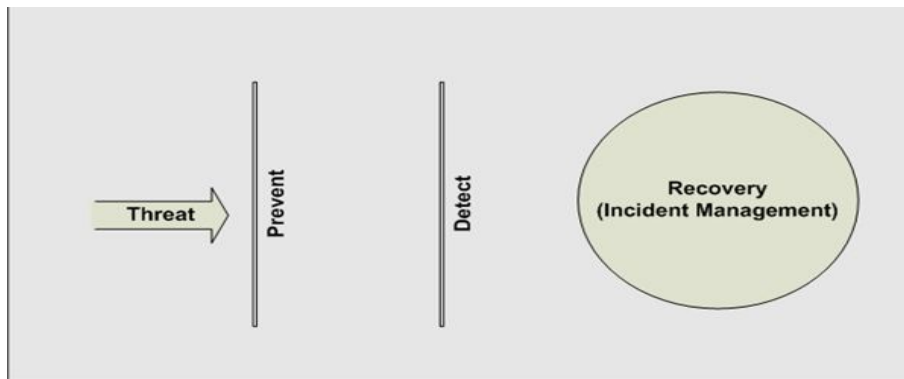 Threat
Prevent
Detect
Recovery
(Incident Management)